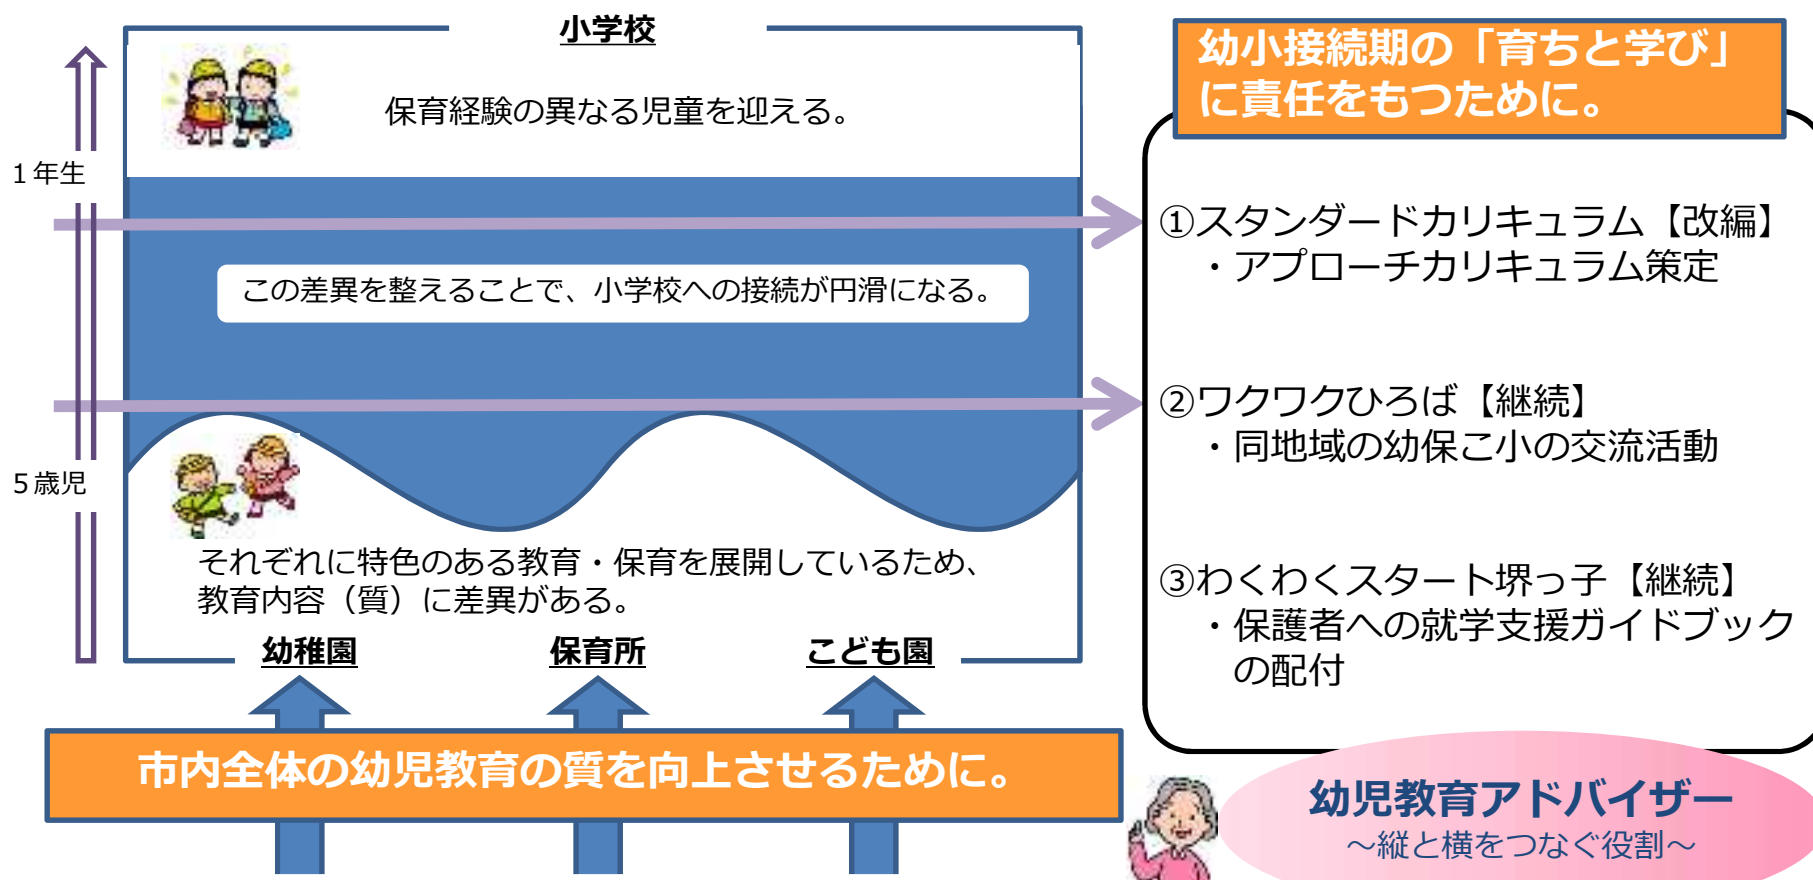 小学校
保育経験の異なる児童を迎える。
1年生
この差異を整えることで、小学校への接続が円滑になる。
5歳児
それぞれに特色のある教育・保育を展開しているため、
教育内容（質）に差異がある。
幼稚園
保育所
こども園
市内全体の幼児教育の質を向上させるために。
幼小接続期の「育ちと学び」
に責任をもつために。
①スタンダードカリキュラム【改編】
・アプローチカリキュラム策定
②ワクワクひろば【継続】
・同地域の幼保こ小の交流活動
③わくわくスタート堺っ子【継続】
・保護者への就学支援ガイドブック
の配付
幼児教育アドバイザー
～縦と横をつなぐ役割～